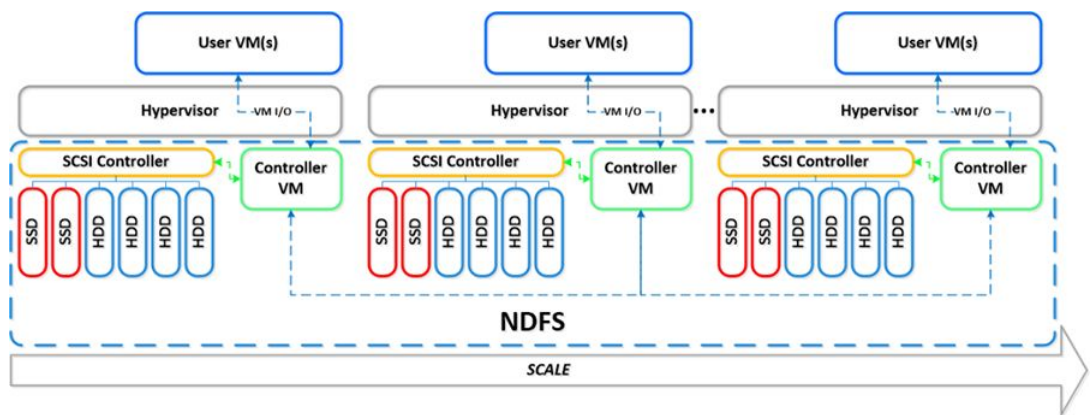 User VM(s) User VM(s) User VM(s)
Hypervisor VM I/O Hypervisor VM I/O ••• Hypervisor VM I/O
SCSI Controller Controller VM SCSI Controller Controller VM SCSI Controller Controller VM
SSD SSD HDD HDD HDD HDD SSD SSD HDD HDD HDD HDD SSD SSD HDD HDD HDD HDD
NDFS
SCALE